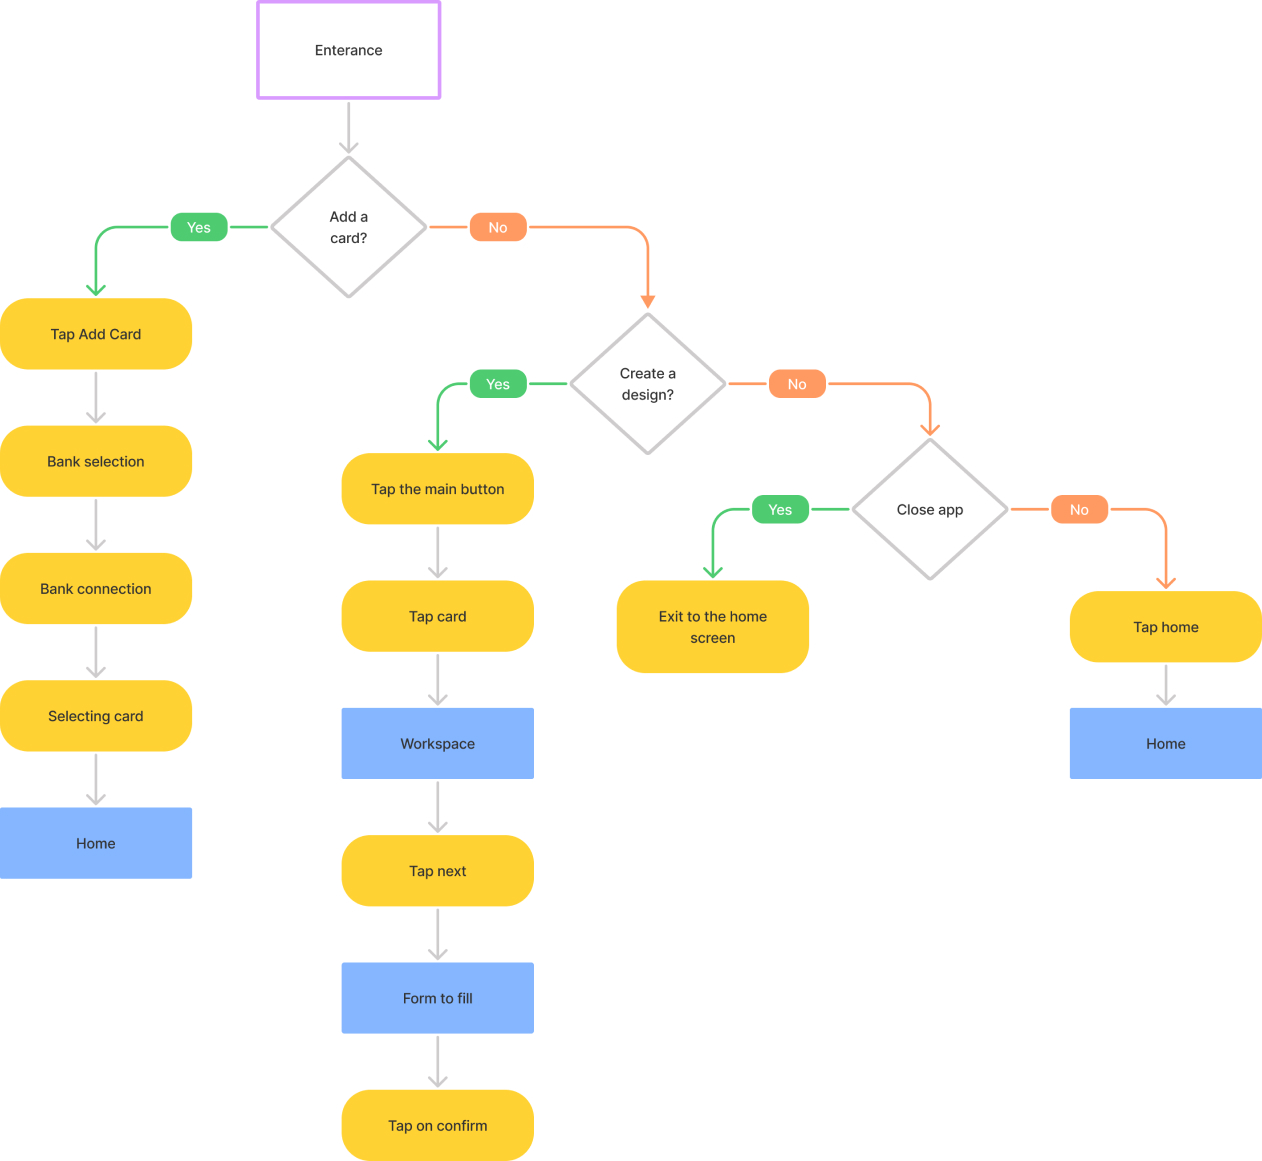 Enterance
Add a
card?
Yes
No
Tap Add Card
Bank selection
Bank connection
Selecting card
Home
Create a
design?
Yes
No
Tap the main button
Tap card
Workspace
Tap next
Form to fill
Tap on confirm
Close app
Yes
No
Exit to the home
screen
Tap home
Home